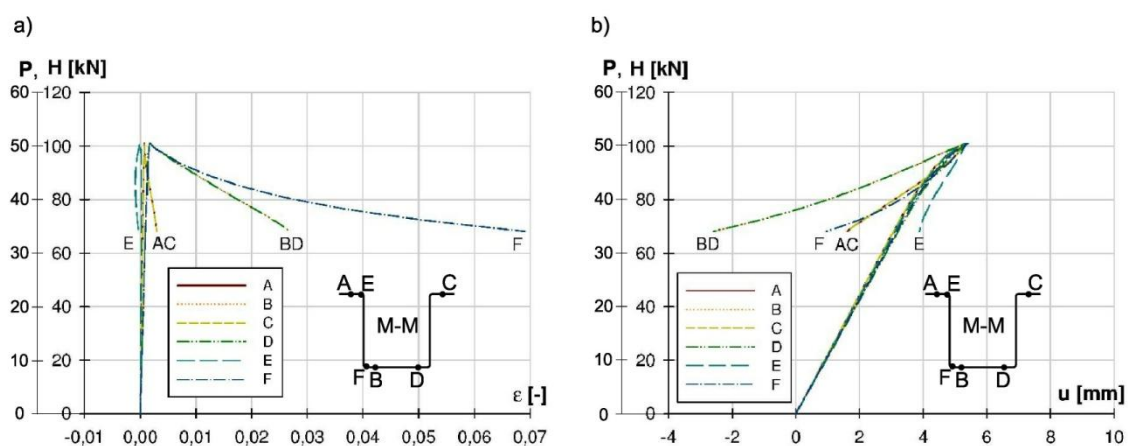 a)
P, H [kN]
60 120
50 100
40 80
30 60
20 40
10 20
0 0
E AC BD F
A
B
C
D
E
F
A E C
M-M
F B D
ε [-]
-0,01 0,00 0,01 0,02 0,03 0,04 0,05 0,06 0,07
b)
P, H [kN]
60 120
50 100
40 80
30 60
20 40
10 20
0 0
BD F AC E
A
B
C
D
E
F
A E C
M-M
F B D
u [mm]
-4 -2 0 2 4 6 8 10